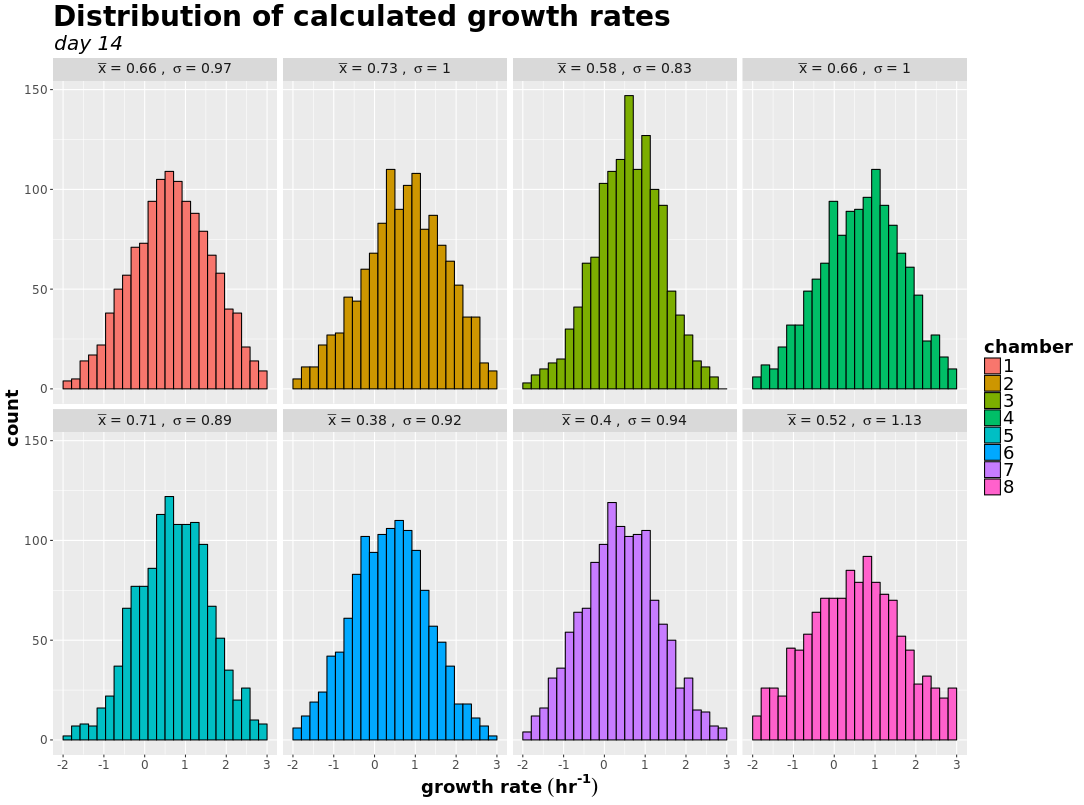 Distribution of calculated growth rates
day 14
x̅ = 0.66 , σ = 0.97
x̅ = 0.73 , σ = 1
x̅ = 0.58 , σ = 0.83
x̅ = 0.66 , σ = 1
150
100
50
0
x̅ = 0.71 , σ = 0.89
x̅ = 0.38 , σ = 0.92
x̅ = 0.4 , σ = 0.94
x̅ = 0.52 , σ = 1.13
150
100
50
0
-2 -1 0 1 2 3
-2 -1 0 1 2 3
-2 -1 0 1 2 3
-2 -1 0 1 2 3
growth rate (hr⁻¹)
count
chamber
1
2
3
4
5
6
7
8